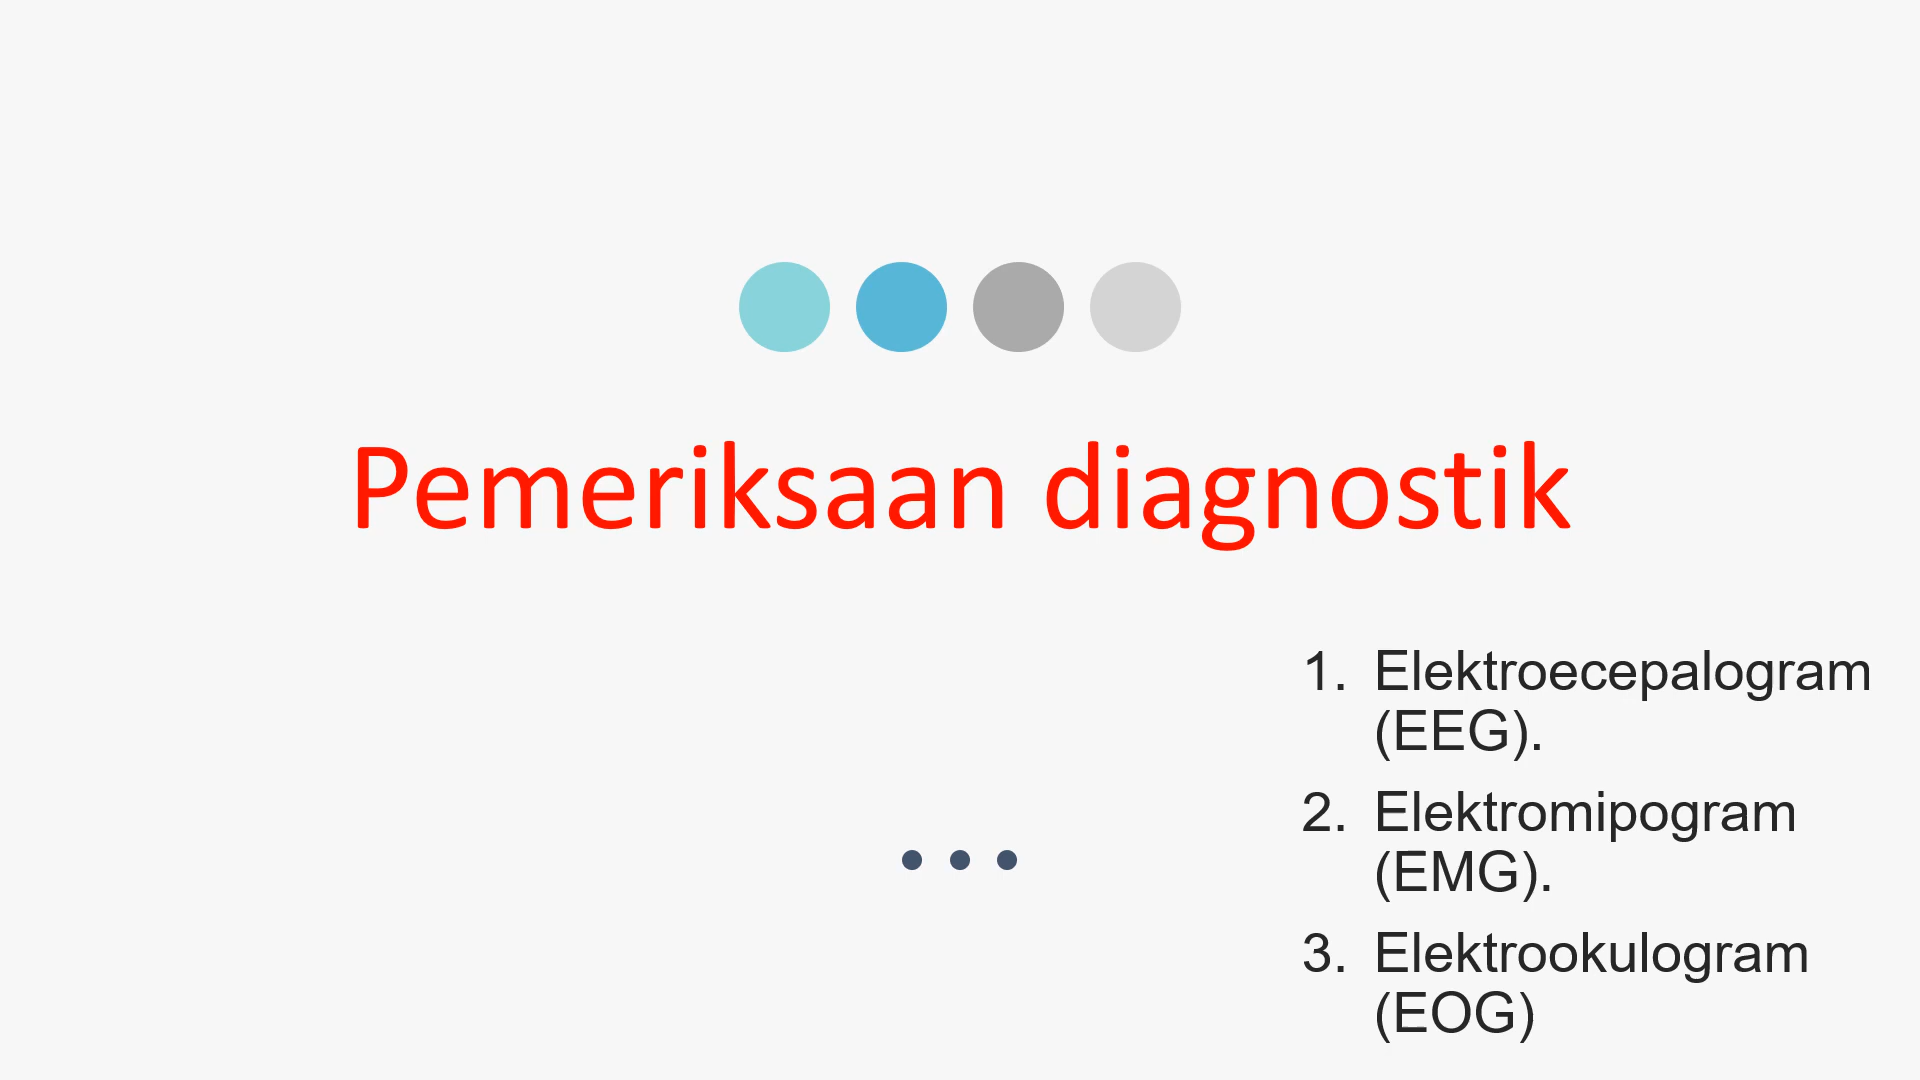 Pemeriksaan diagnostik
1. Elektroecepalogram
(EEG).
2. Elektromipogram
(EMG).
3. Elektrookulogram
(EOG)